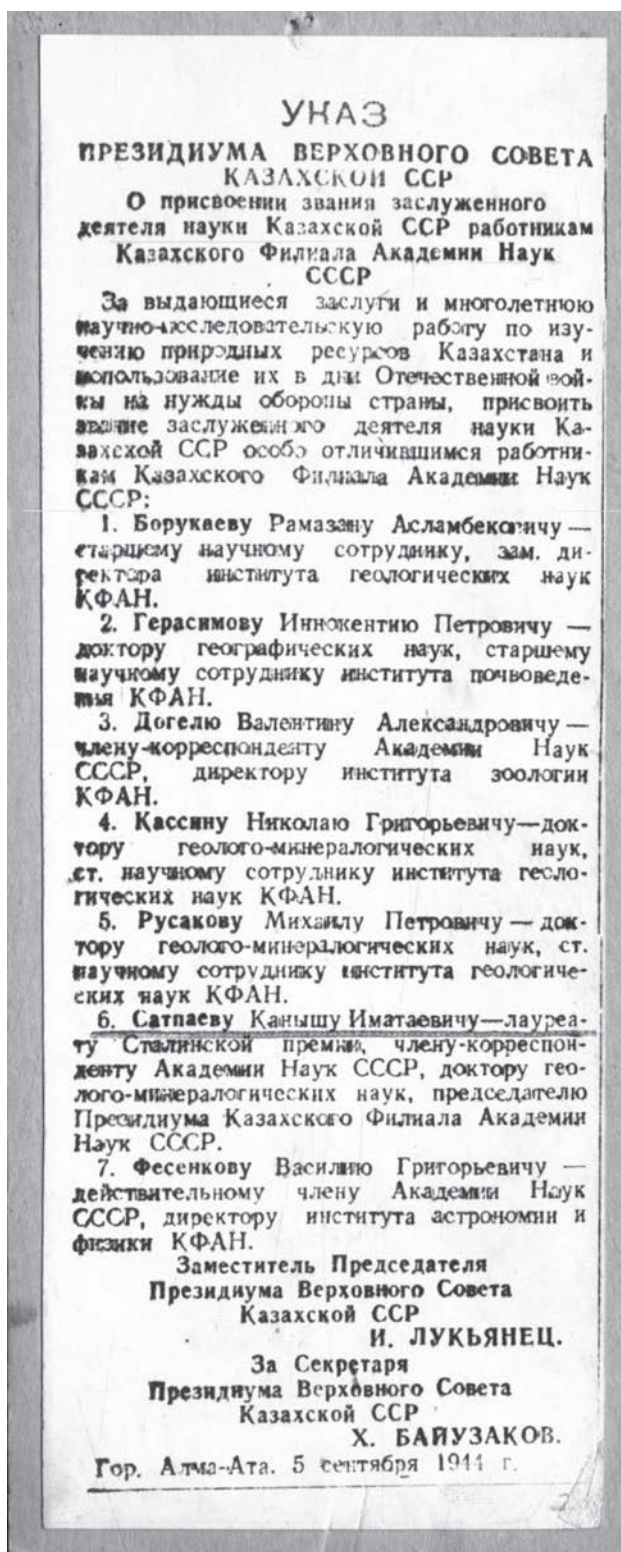 УКАЗ
ПРЕЗИДИУМА ВЕРХОВНОГО СОВЕТА
КАЗАХСКОЙ ССР
О присвоении звания заслуженного
деятеля науки Казахской ССР работникам
Казахского Филиала Академии Наук
СССР
За выдающиеся заслуги и многолетнюю
научно-исследовательскую работу по изу-
чению природных ресурсов Казахстана и
использование их в дни Отечественной вой-
ны на нужды обороны страны, присвоить
звание заслуженного деятеля науки Ка-
захской ССР особо отличившимся работни-
кам Казахского Филиала Академии Наук
СССР:
1. Борукаеву Рамазану Асламбековичу —
старшему научному сотруднику, зам. ди-
ректора института геологических наук
КФАН.
2. Герасимову Иннокентию Петровичу —
доктору географических наук, старшему
научному сотруднику института почвоведе-
ния КФАН.
3. Догелю Валентину Александровичу —
члену-корреспонденту Академии Наук
СССР, директору института зоологии
КФАН.
4. Кассину Николаю Григорьевичу—док-
тору геолого-минералогических наук,
ст. научному сотруднику института геоло-
гических наук КФАН.
5. Русакову Михаилу Петровичу — док-
тору геолого-минералогических наук, ст.
научному сотруднику института геологиче-
ских наук КФАН.
6. Сатпаеву Канышу Иматаевичу—лауреа-
ту Сталинской премии, члену-корреспон-
денту Академии Наук СССР, доктору гео-
лого-минералогических наук, председателю
Президиума Казахского Филиала Академии
Наук СССР.
7. Фесенкову Василию Григорьевичу —
действительному члену Академии Наук
СССР, директору института астрономии и
физики КФАН.
Заместитель Председателя
Президиума Верховного Совета
Казахской ССР
И. ЛУКЬЯНЕЦ.
За Секретаря
Президиума Верховного Совета
Казахской ССР
Х. БАЙУЗАКОВ.
Гор. Алма-Ата. 5 сентября 1944 г.